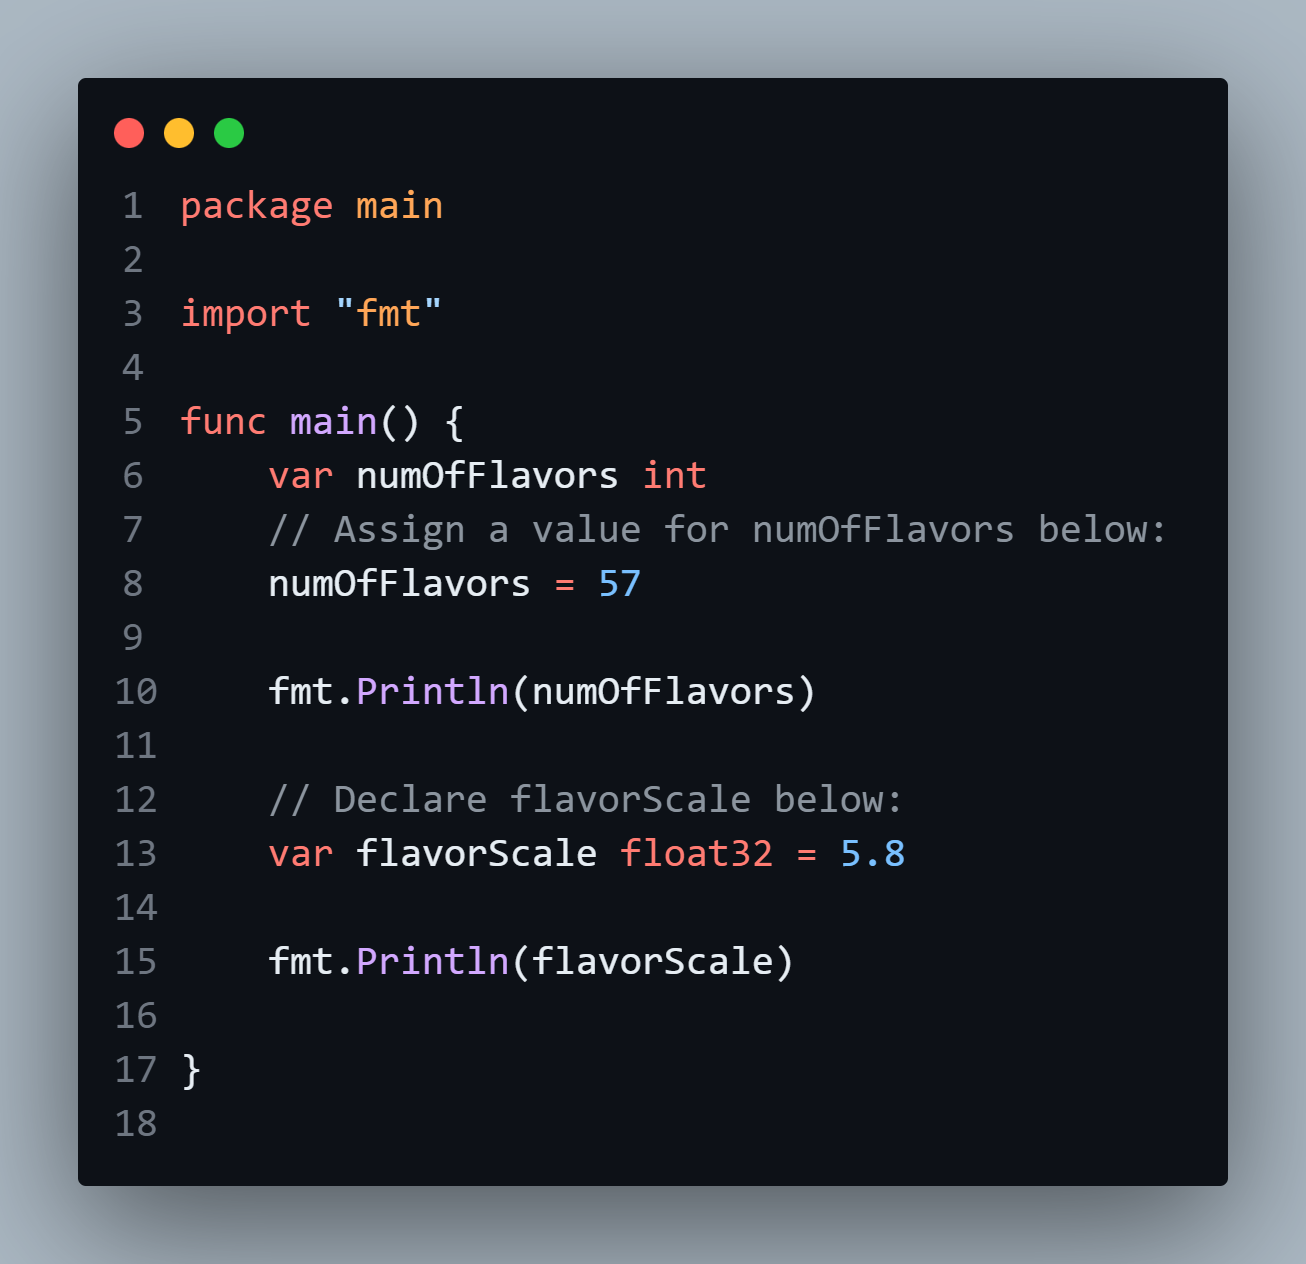 1 package main
2
3 import "fmt"
4
5 func main() {
6     var numOfFlavors int
7     // Assign a value for numOfFlavors below:
8     numOfFlavors = 57
9
10     fmt.Println(numOfFlavors)
11
12     // Declare flavorScale below:
13     var flavorScale float32 = 5.8
14
15     fmt.Println(flavorScale)
16
17 }
18